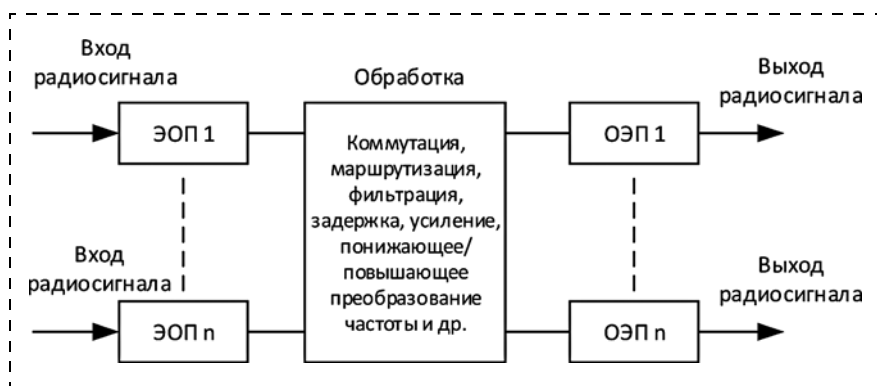 Вход
радиосигнала
ЭОП 1
Обработка
Коммутация,
маршрутизация,
фильтрация,
задержка, усиление,
понижающее/
повышающее
преобразование
частоты и др.
ОЭП 1
Выход
радиосигнала
Вход
радиосигнала
ЭОП n
ОЭП n
Выход
радиосигнала